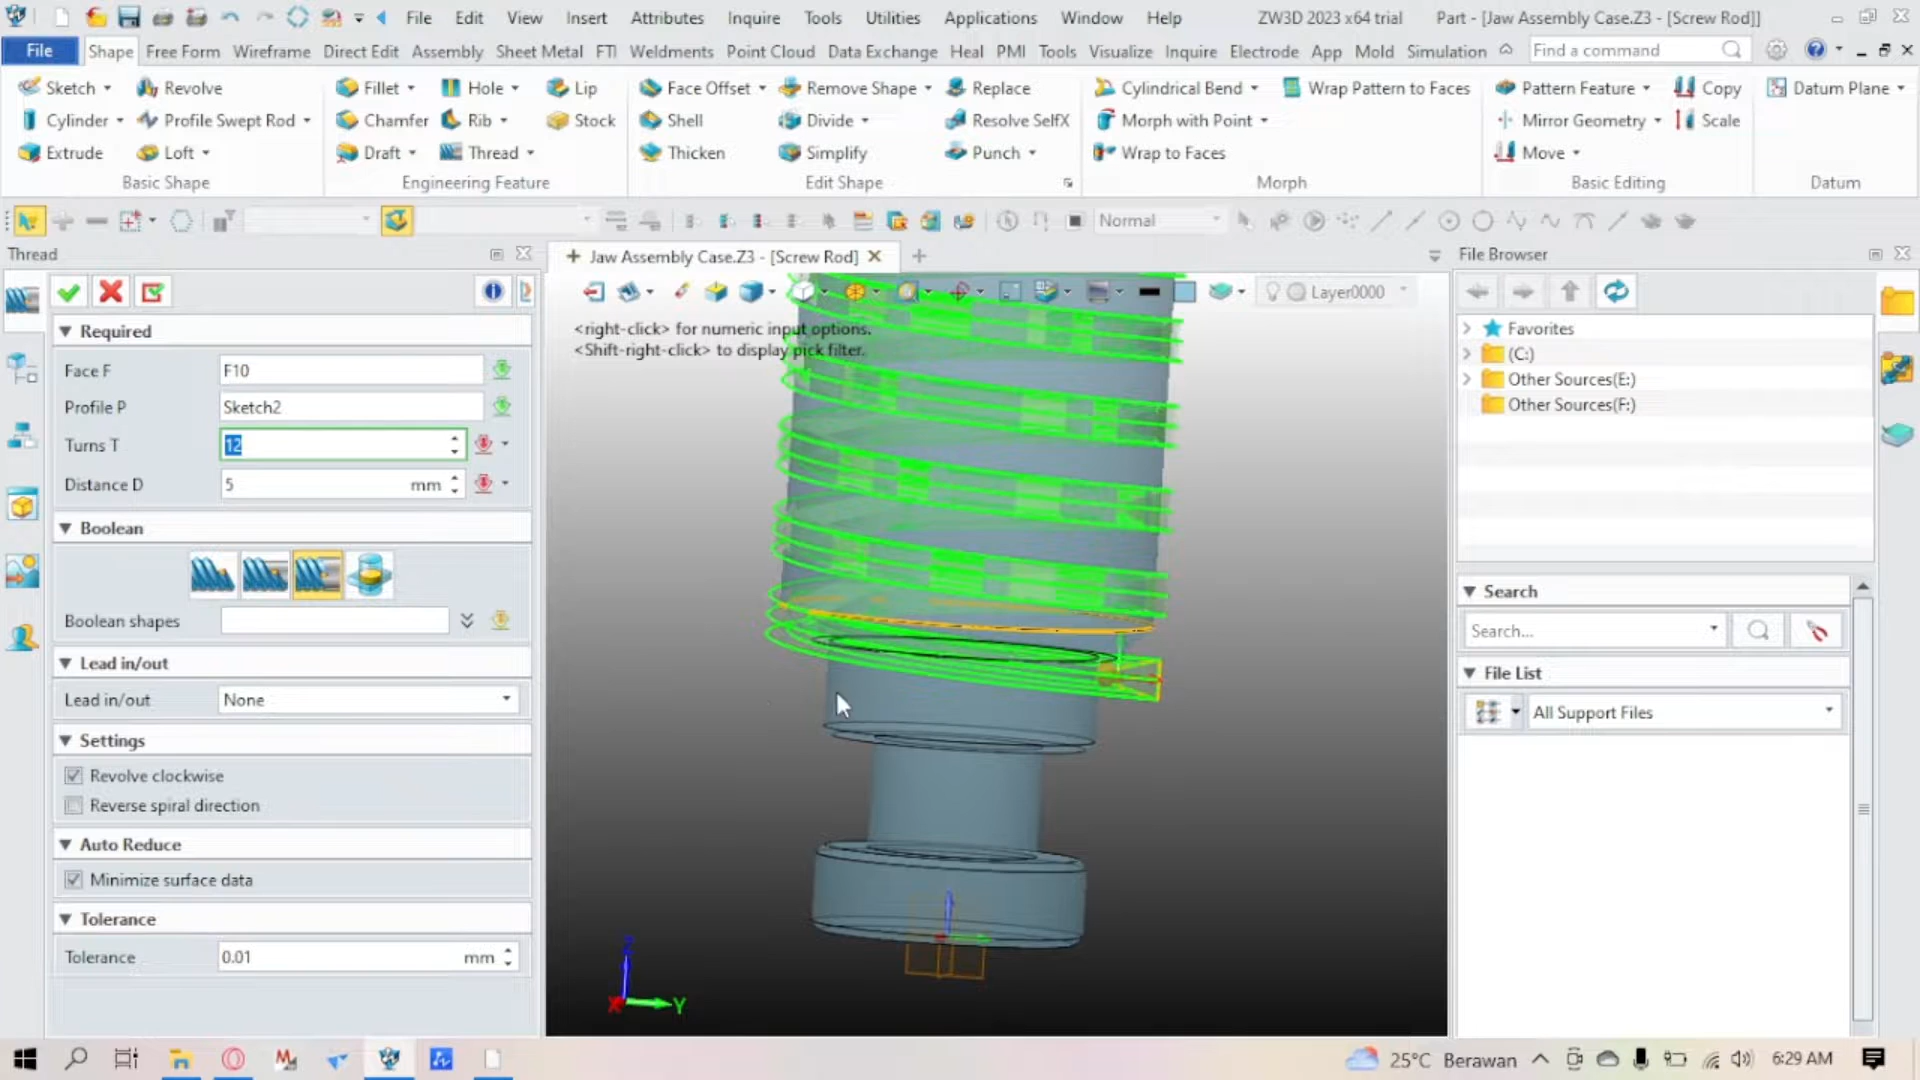 File Edit View Insert Attributes Inquire Tools Utilities Applications Window Help ZW3D 2023 x64 trial Part - [Jaw Assembly Case.Z3 - [Screw Rod]]
File Shape Free Form Wireframe Direct Edit Assembly Sheet Metal FTI Weldments Point Cloud Data Exchange Heal PMI Tools Visualize Inquire Electrode App Mold Simulation Find a command
Sketch Revolve Fillet Hole Lip Face Offset Remove Shape Replace Cylindrical Bend Wrap Pattern to Faces Pattern Feature Copy Datum Plane
Cylinder Profile Swept Rod Chamfer Rib Stock Shell Divide Resolve SelfX Morph with Point Mirror Geometry Scale
Extrude Loft Draft Thread Thicken Simplify Punch Wrap to Faces Move
Basic Shape Engineering Feature Edit Shape Morph Basic Editing Datum
Normal
Thread
Jaw Assembly Case.Z3 - [Screw Rod]
File Browser
Layer0000
<right-click> for numeric input options.
<Shift-right-click> to display pick filter.
Required
Face F F10
Profile P Sketch2
Turns T 12
Distance D 5 mm
Boolean
Boolean shapes
Lead in/out
Lead in/out None
Settings
Revolve clockwise
Reverse spiral direction
Auto Reduce
Minimize surface data
Tolerance
Tolerance 0.01 mm
Z
X
Y
Favorites
(C:)
Other Sources(E:)
Other Sources(F:)
Search
Search...
File List
All Support Files
25°C Berawan 6:29 AM